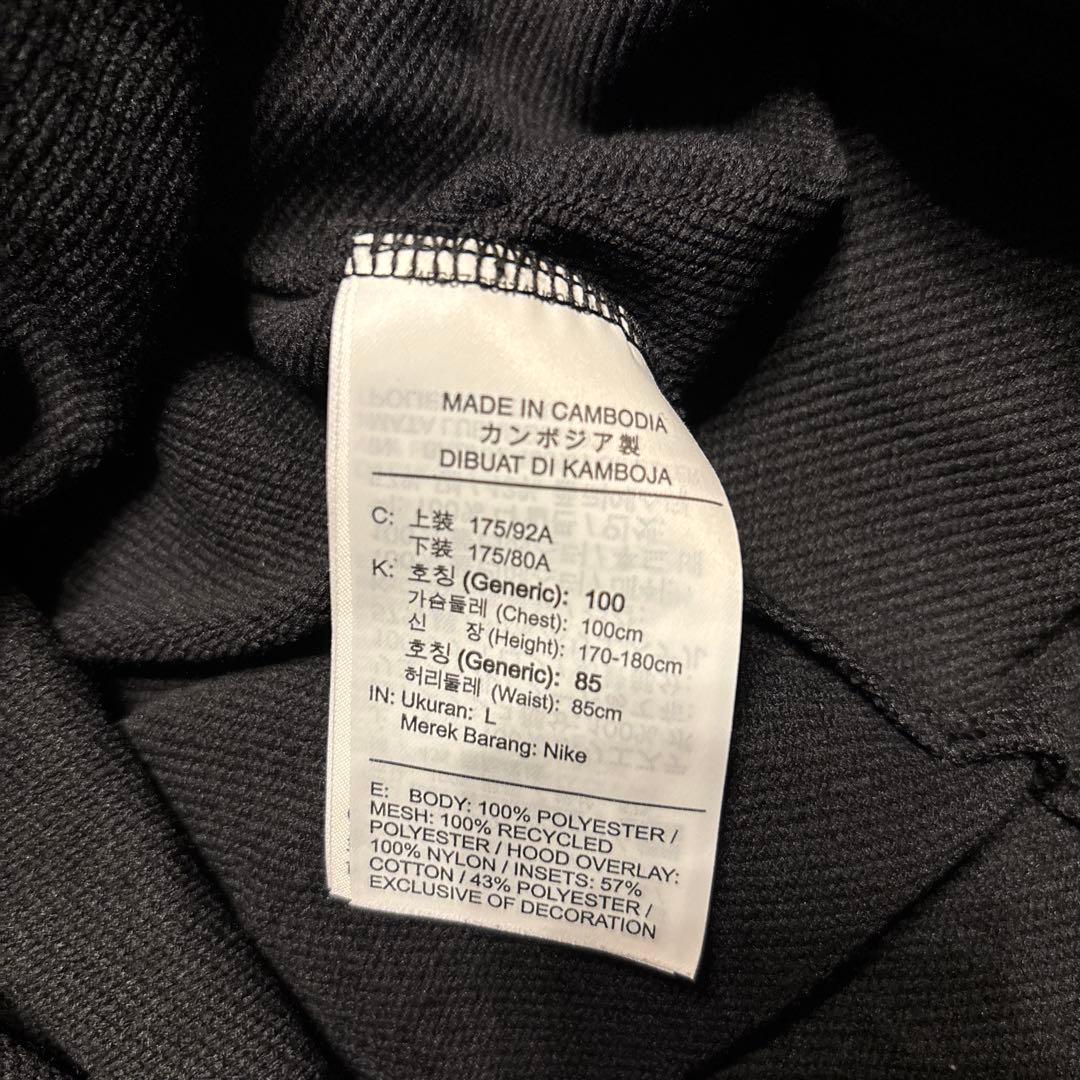 MADE IN CAMBODIA
カンボジア製
DIBUAT DI KAMBOJA
C: 上装 175/92A
下装 175/80A
K: 호칭 (Generic): 100
가슴둘레 (Chest): 100cm
신 장 (Height): 170-180cm
호칭 (Generic): 85
허리둘레 (Waist): 85cm
IN: Ukuran: L
Merek Barang: Nike
E: BODY: 100% POLYESTER /
MESH: 100% RECYCLED
POLYESTER / HOOD OVERLAY:
100% NYLON / INSETS: 57%
COTTON / 43% POLYESTER /
EXCLUSIVE OF DECORATION